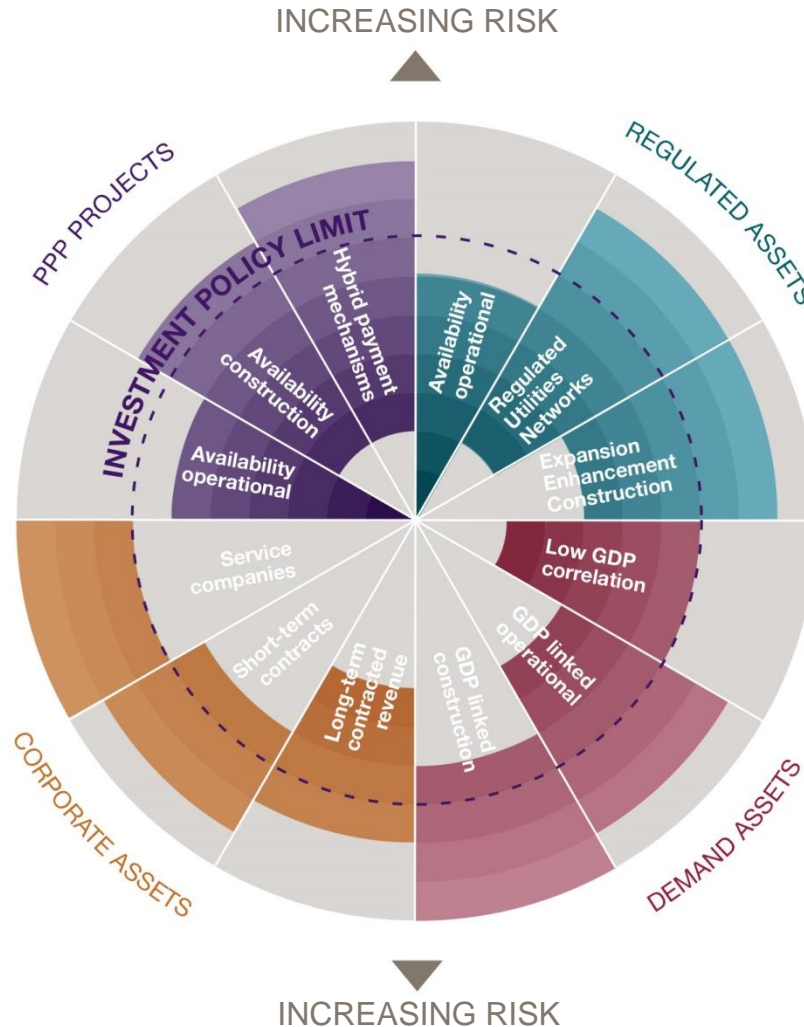 INCREASING RISK
PPP PROJECTS
REGULATED ASSETS
INVESTMENT POLICY LIMIT
Hybrid payment
mechanisms
Availability
construction
Availability
operational
Availability
operational
Regulated
Utilities
Networks
Expansion
Enhancement
Construction
Service
companies
Short-term
contracts
Long-term
contracted
revenue
GDP linked
construction
GDP linked
operational
Low GDP
correlation
CORPORATE ASSETS
DEMAND ASSETS
INCREASING RISK